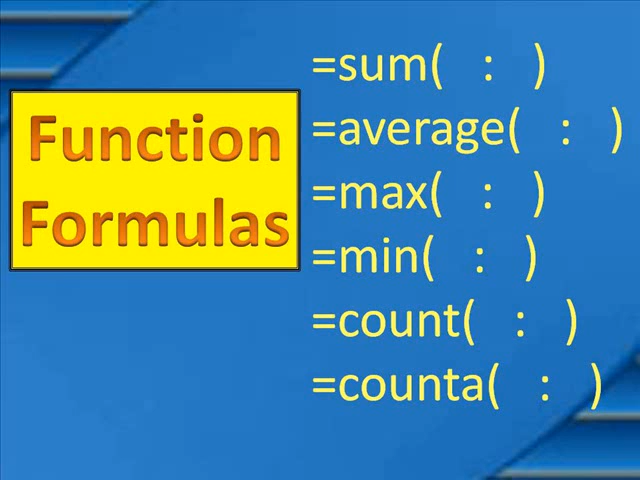 Function
Formulas
=sum( : )
=average( : )
=max( : )
=min( : )
=count( : )
=counta( : )